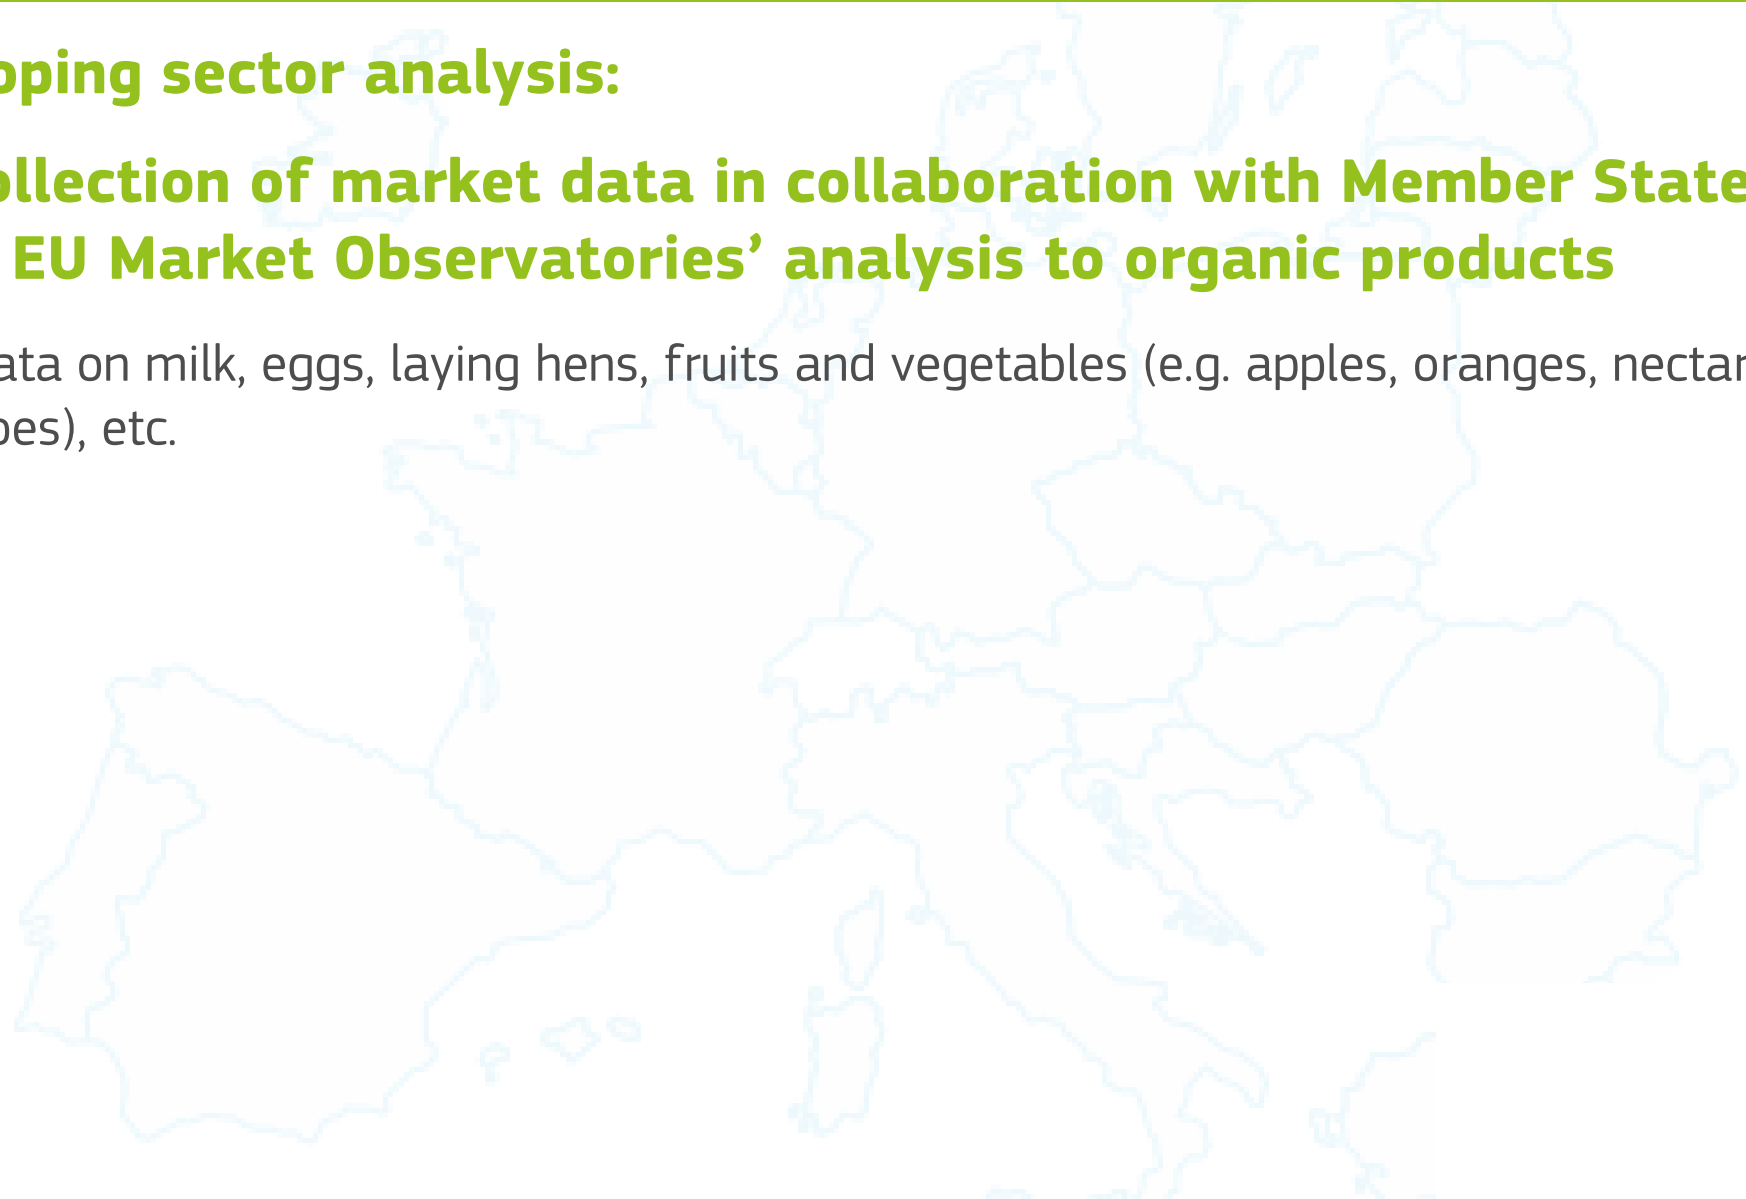 oping sector analysis:
ollection of market data in collaboration with Member State
EU Market Observatories’ analysis to organic products
ata on milk, eggs, laying hens, fruits and vegetables (e.g. apples, oranges, nectar
pes), etc.